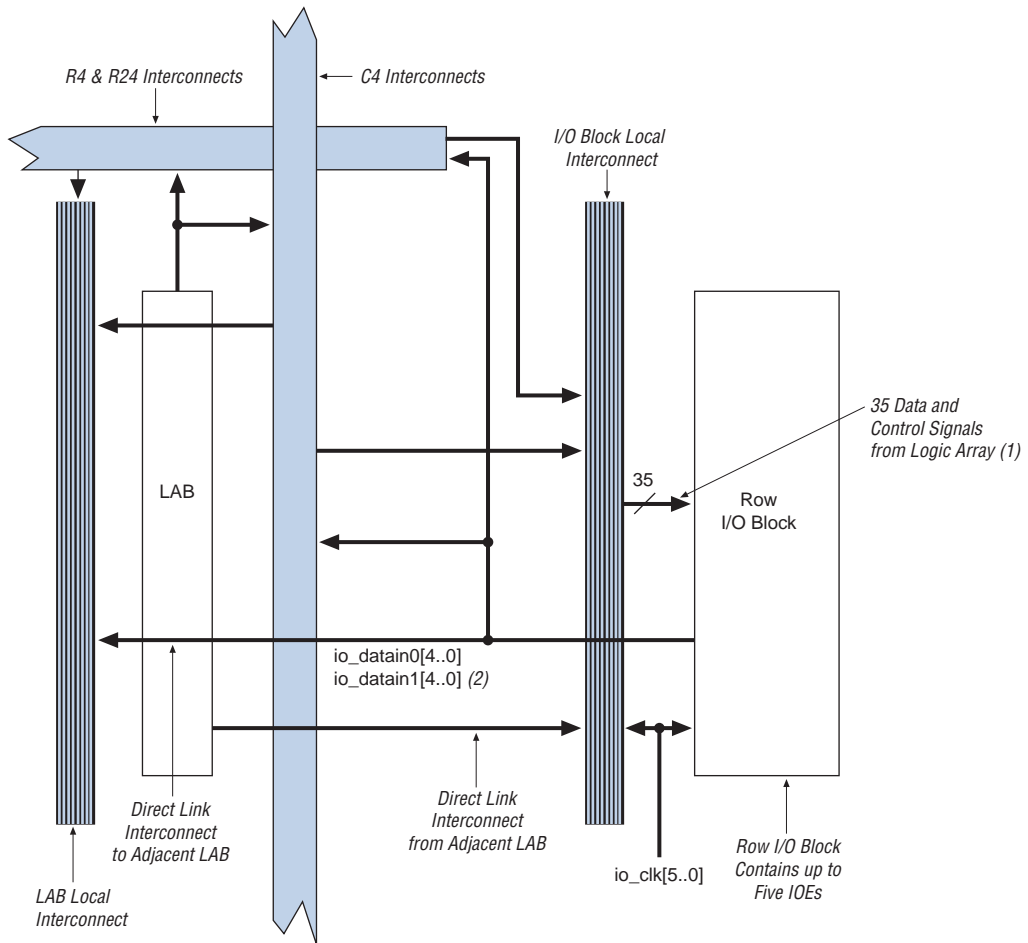 R4 & R24 Interconnects
C4 Interconnects
I/O Block Local
Interconnect
35 Data and
Control Signals
from Logic Array (1)
35
LAB
Row
I/O Block
io_datain0[4..0]
io_datain1[4..0] (2)
Direct Link
Interconnect
to Adjacent LAB
Direct Link
Interconnect
from Adjacent LAB
io_clk[5..0]
Row I/O Block
Contains up to
Five IOEs
LAB Local
Interconnect